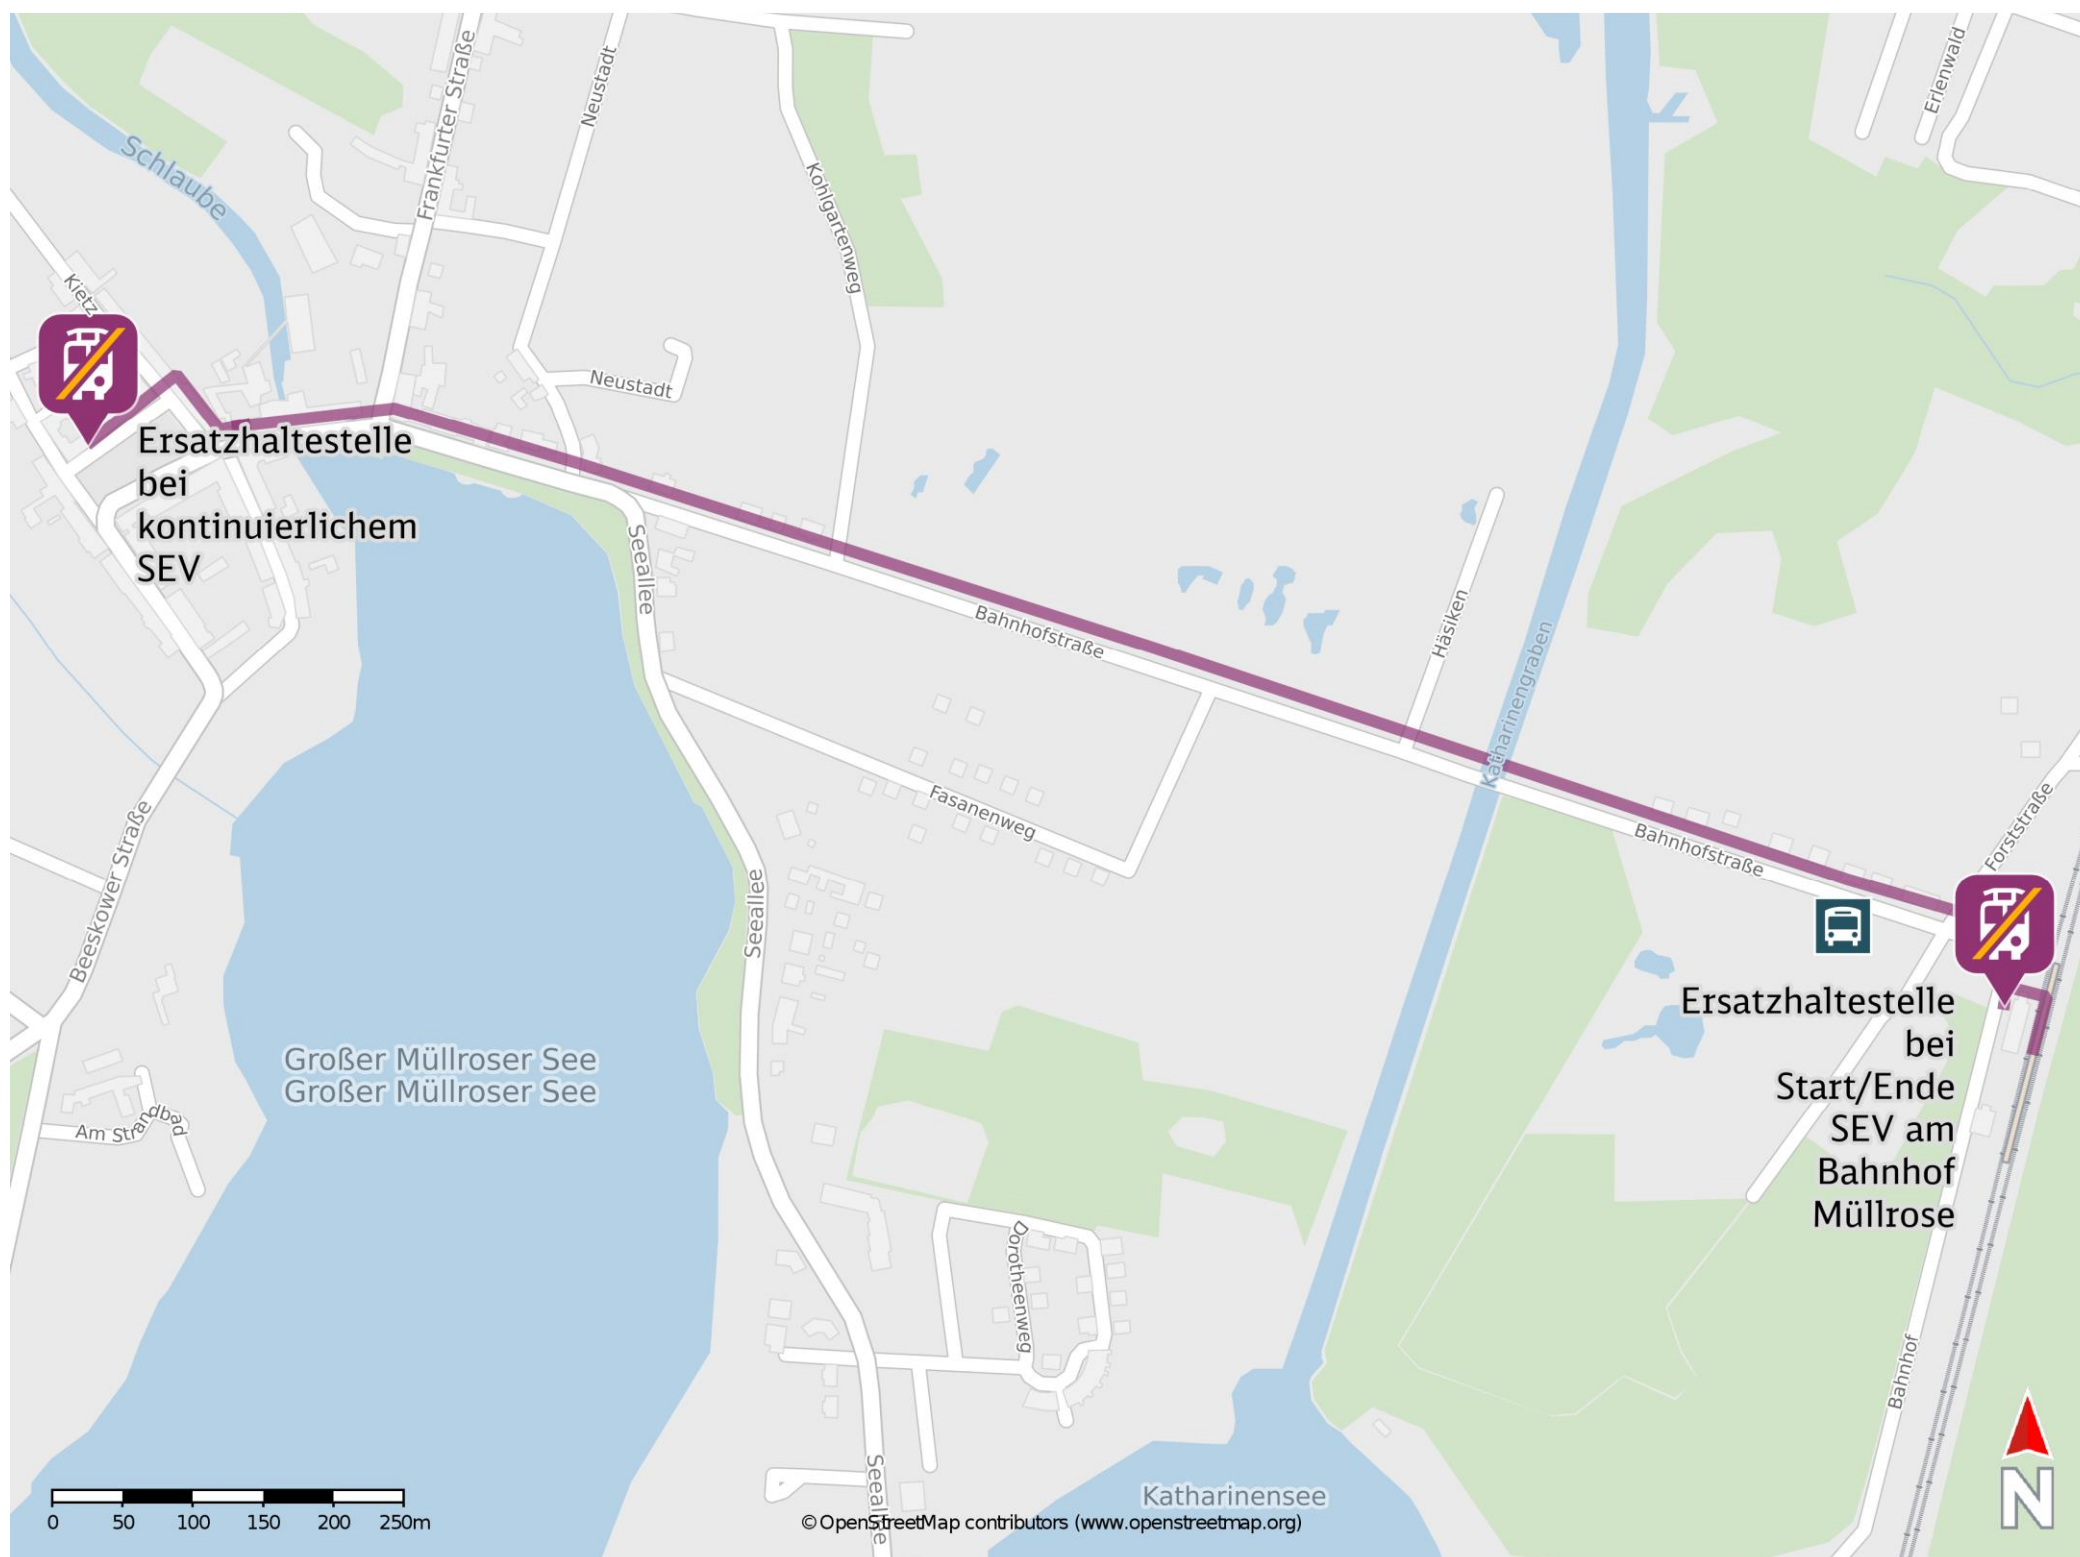 Erlenwald
Frankfurter Straße
Neustadt
Schlaube
Kohlgartenweg
Kietz
Neustadt
Ersatzhaltestelle
bei
kontinuierlichem
SEV
Seeallee
Bahnhofstraße
Häsiken
Katharinengraben
Fasanenweg
Bahnhofstraße
Forststraße
Beeskower Straße
Seeallee
Ersatzhaltestelle
bei
Start/Ende
SEV am
Bahnhof
Müllrose
Großer Müllroser See
Großer Müllroser See
Am Strandbad
Dorotheenweg
Bahnhof
Seeallee
Katharinensee
N
0 50 100 150 200 250m
© OpenStreetMap contributors (www.openstreetmap.org)